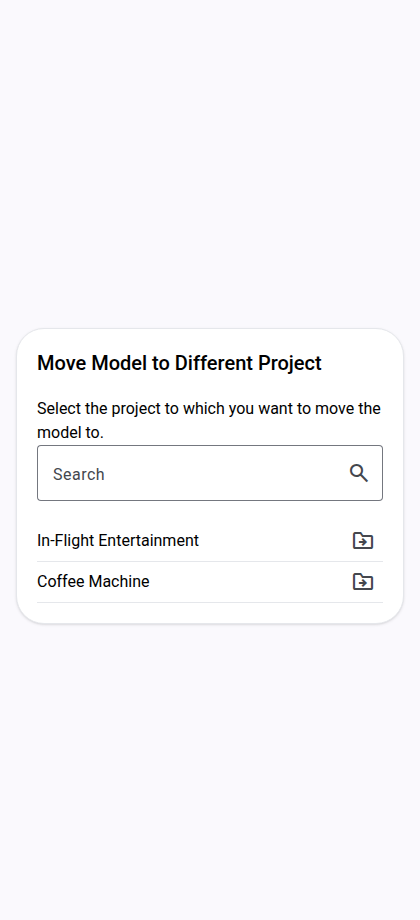 Move Model to Different Project
Select the project to which you want to move the
model to.
Search
In-Flight Entertainment
Coffee Machine